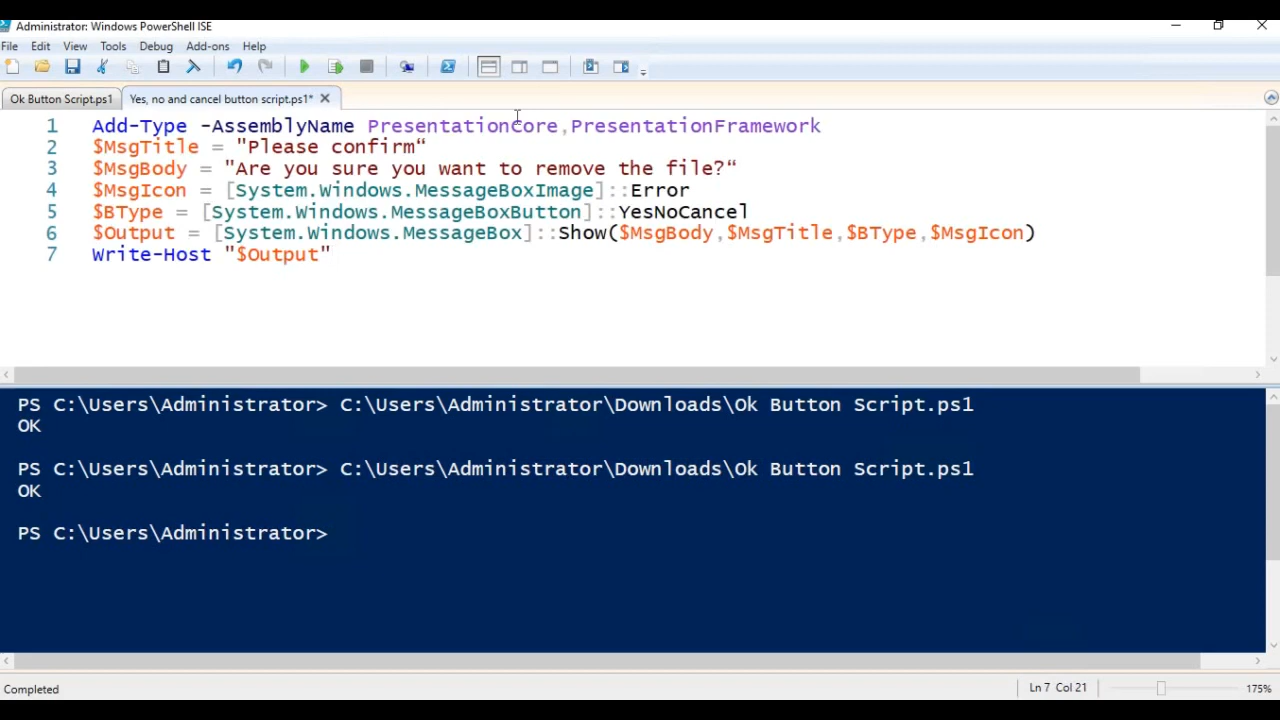 Administrator: Windows PowerShell ISE
File Edit View Tools Debug Add-ons Help
Ok Button Script.ps1 Yes, no and cancel button script.ps1*
1 Add-Type -AssemblyName PresentationCore,PresentationFramework
2 $MsgTitle = "Please confirm“
3 $MsgBody = "Are you sure you want to remove the file?“
4 $MsgIcon = [System.Windows.MessageBoxImage]::Error
5 $BType = [System.Windows.MessageBoxButton]::YesNoCancel
6 $Output = [System.Windows.MessageBox]::Show($MsgBody,$MsgTitle,$BType,$MsgIcon)
7 Write-Host "$Output"
PS C:\Users\Administrator> C:\Users\Administrator\Downloads\Ok Button Script.ps1
OK
PS C:\Users\Administrator> C:\Users\Administrator\Downloads\Ok Button Script.ps1
OK
PS C:\Users\Administrator>
Completed Ln 7 Col 21 175%